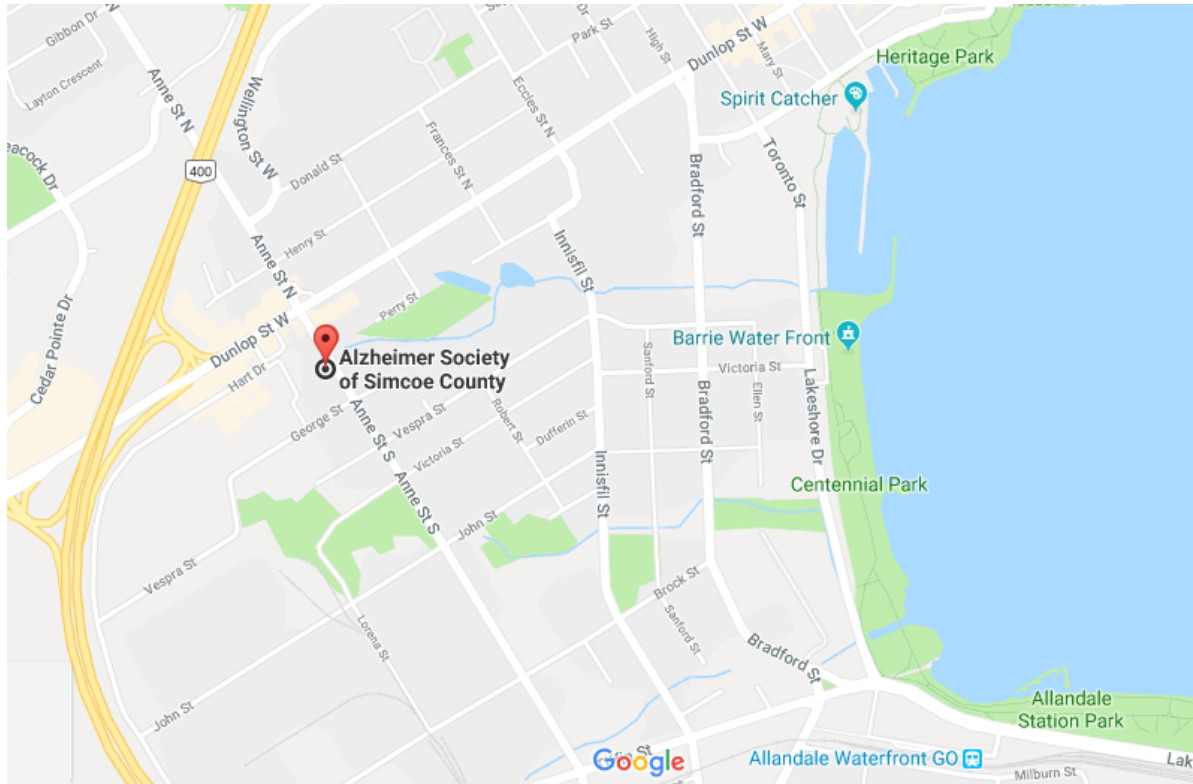 Gibbon Dr
Anne St N
Layton Crescent
Wellington St W
Park St
High St
Dunlop St W
Mary St
Heritage Park
Spirit Catcher
Eccles St N
Frances St N
Donald St
400
Toronto St
Bradford St
Henry St
Anne St N
Innisfil St
Perry St
Cedar Pointe Dr
Dunlop St W
Hart Dr
Alzheimer Society
of Simcoe County
Barrie Water Front
Sanford St
Victoria St
Ellen St
Lakeshore Dr
George St
Anne St S
Vespra St
Robert St
Dufferin St
Bradford St
Victoria St
Innisfil St
Anne St S
Centennial Park
John St
Vespra St
Brock St
Lorena St
Sanford St
Bradford St
John St
Allandale
Station Park
St
Google
Allandale Waterfront GO
Milburn St